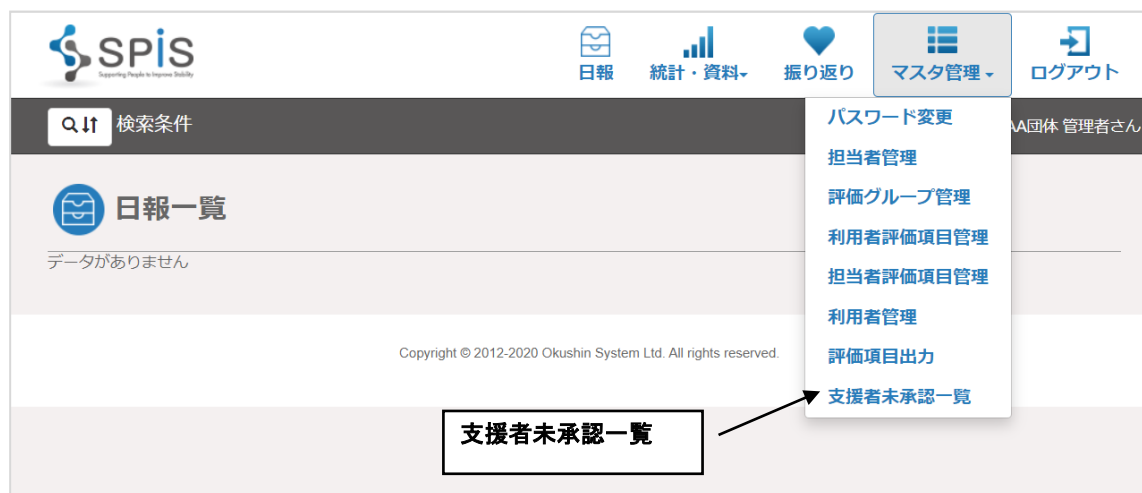 SPiS
Supporting People to Improve Stability
日報
統計・資料
振り返り
マスタ管理
ログアウト
検索条件
AA団体 管理者さん
パスワード変更
担当者管理
評価グループ管理
利用者評価項目管理
担当者評価項目管理
利用者管理
評価項目出力
支援者未承認一覧
日報一覧
データがありません
Copyright © 2012-2020 Okushin System Ltd. All rights reserved.
支援者未承認一覧